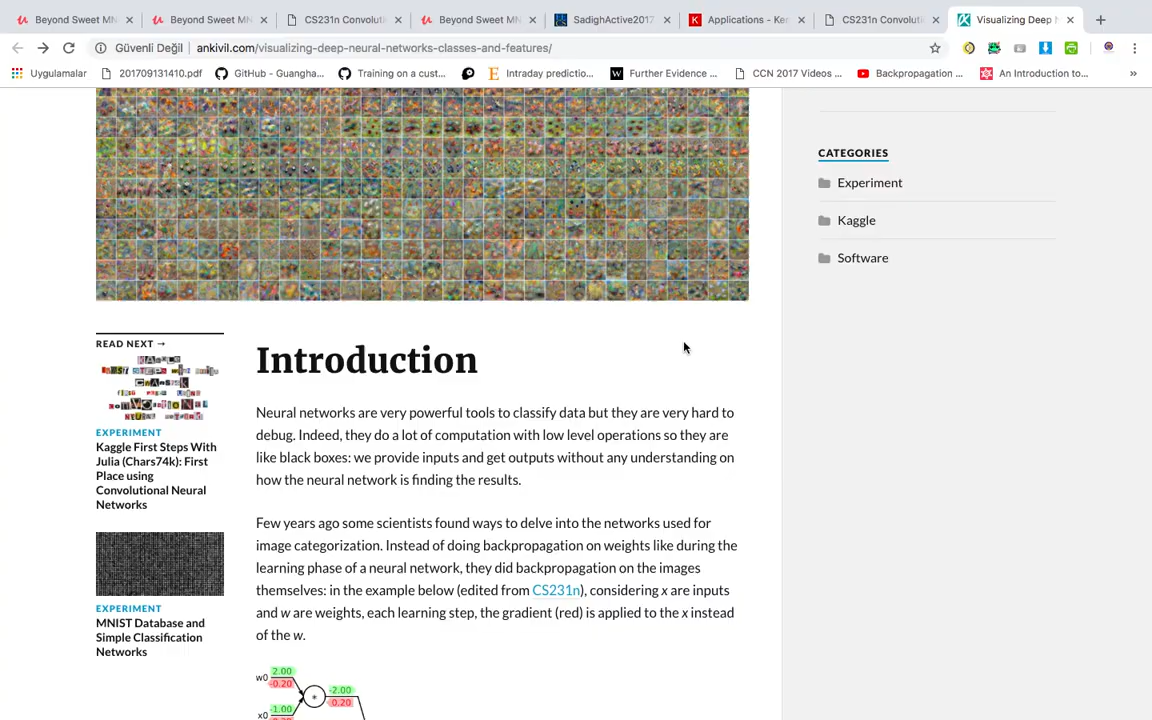 Beyond Sweet MN
Beyond Sweet MN
CS231n Convoluti
Beyond Sweet MN
SadighActive2017
Applications - Ke
CS231n Convoluti
Visualizing Deep N
Güvenli Değil
ankivil.com/visualizing-deep-neural-networks-classes-and-features/
Uygulamalar
201709131410.pdf
GitHub - Guangha...
Training on a cust...
Intraday predictio...
Further Evidence ...
CCN 2017 Videos ...
Backpropagation ...
An Introduction to...
»
CATEGORIES
Experiment
Kaggle
Software
READ NEXT →
EXPERIMENT
Kaggle First Steps With
Julia (Chars74k): First
Place using
Convolutional Neural
Networks
EXPERIMENT
MNIST Database and
Simple Classification
Networks
Introduction
Neural networks are very powerful tools to classify data but they are very hard to
debug. Indeed, they do a lot of computation with low level operations so they are
like black boxes: we provide inputs and get outputs without any understanding on
how the neural network is finding the results.
Few years ago some scientists found ways to delve into the networks used for
image categorization. Instead of doing backpropagation on weights like during the
learning phase of a neural network, they did backpropagation on the images
themselves: in the example below (edited from CS231n), considering x are inputs
and w are weights, each learning step, the gradient (red) is applied to the x instead
of the w.
w0 2.00
-0.20
-2.00
0.20
*
x0 -1.00